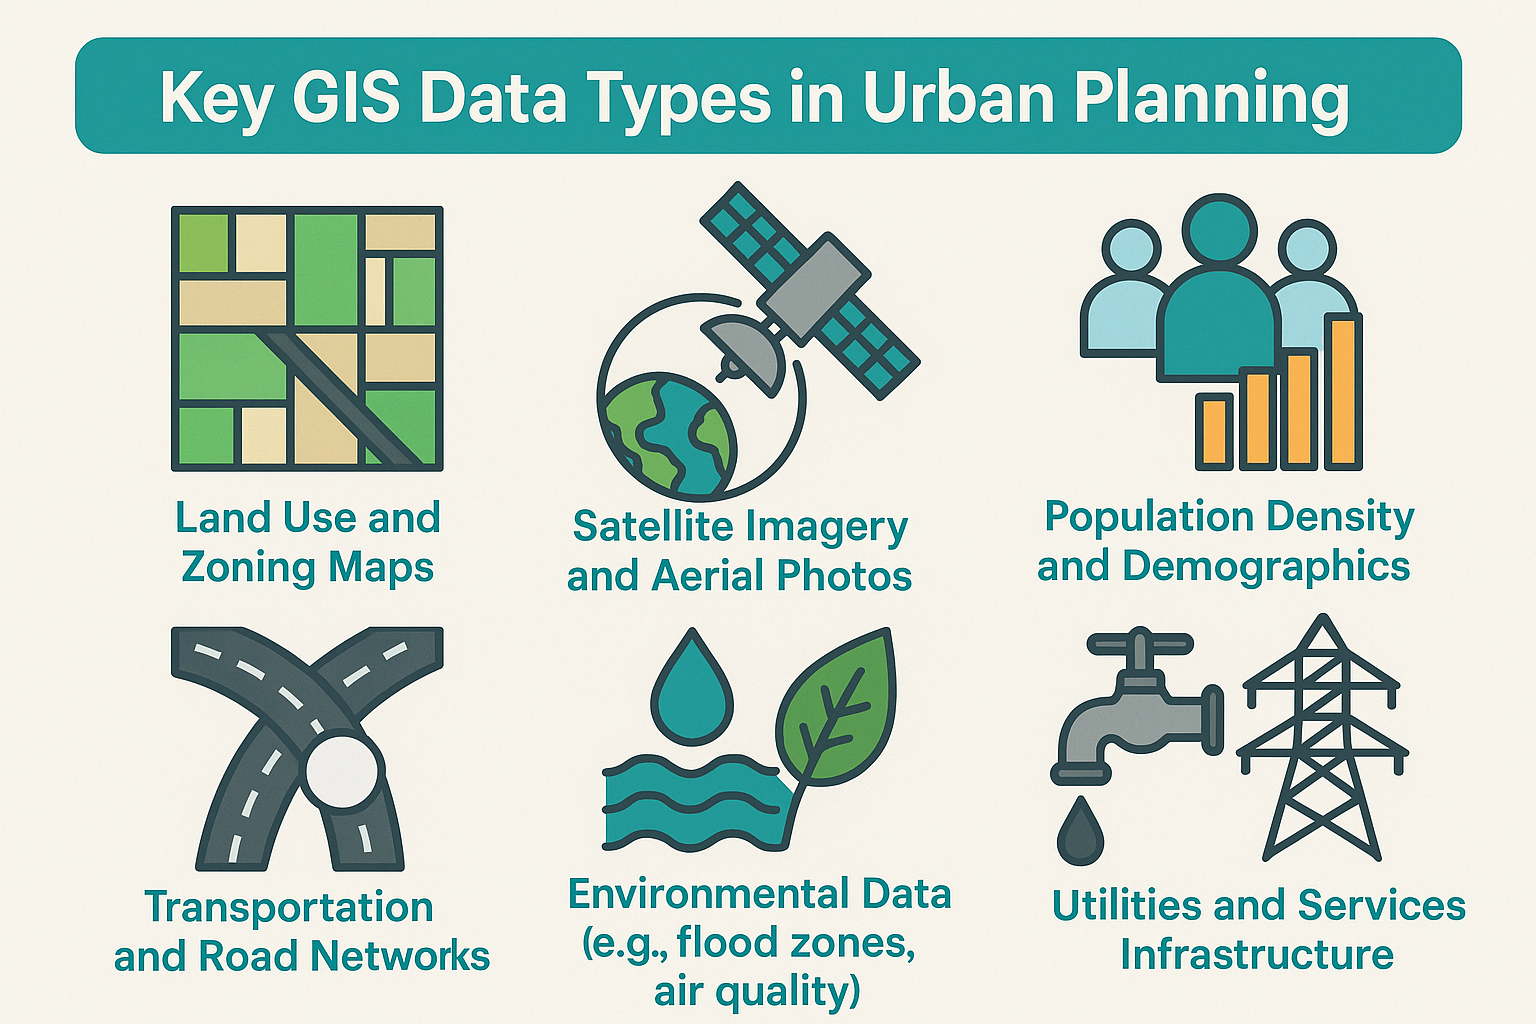 Key GIS Data Types in Urban Planning
Land Use and
Zoning Maps
Satellite Imagery
and Aerial Photos
Population Density
and Demographics
Transportation
and Road Networks
Environmental Data
(e.g., flood zones,
air quality)
Utilities and Services
Infrastructure